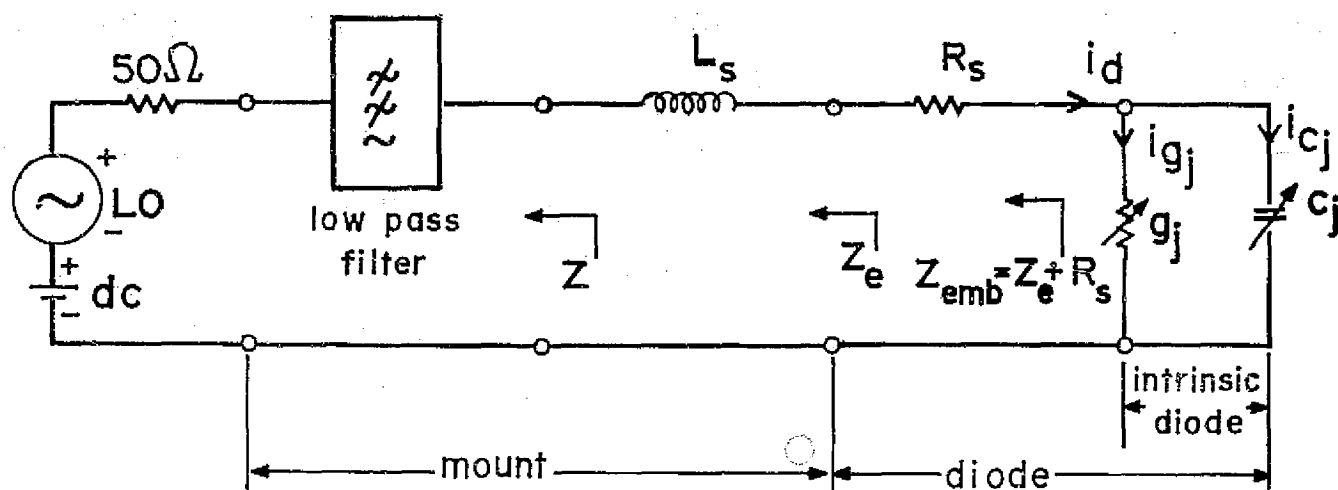 50Ω
L_s
R_s
i_d
i_gj
i_cj
+
LO
-
low pass
filter
Z
Z_e
Z_emb = Z_e + R_s
g_j
c_j
+
dc
-
intrinsic
diode
mount
diode